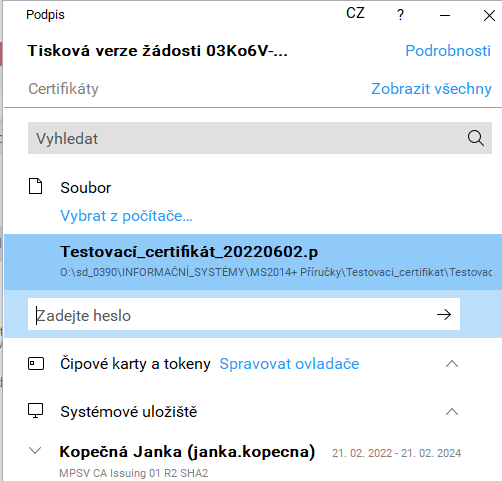 Podpis CZ ?
Tisková verze žádosti 03Ko6V-... Podrobnosti
Certifikáty Zobrazit všechny
Vyhledat
Soubor
Vybrat z počítače...
Testovací_certifikát_20220602.p
O:\sd_0390\INFORMAČNÍ_SYSTÉMY\MS2014+ Příručky\Testovaci_certifikat\Testovac
Zadejte heslo
Čipové karty a tokeny Spravovat ovladače
Systémové uložiště
Kopečná Janka (janka.kopecna) 21. 02. 2022 - 21. 02. 2024
MPSV CA Issuing 01 R2 SHA2